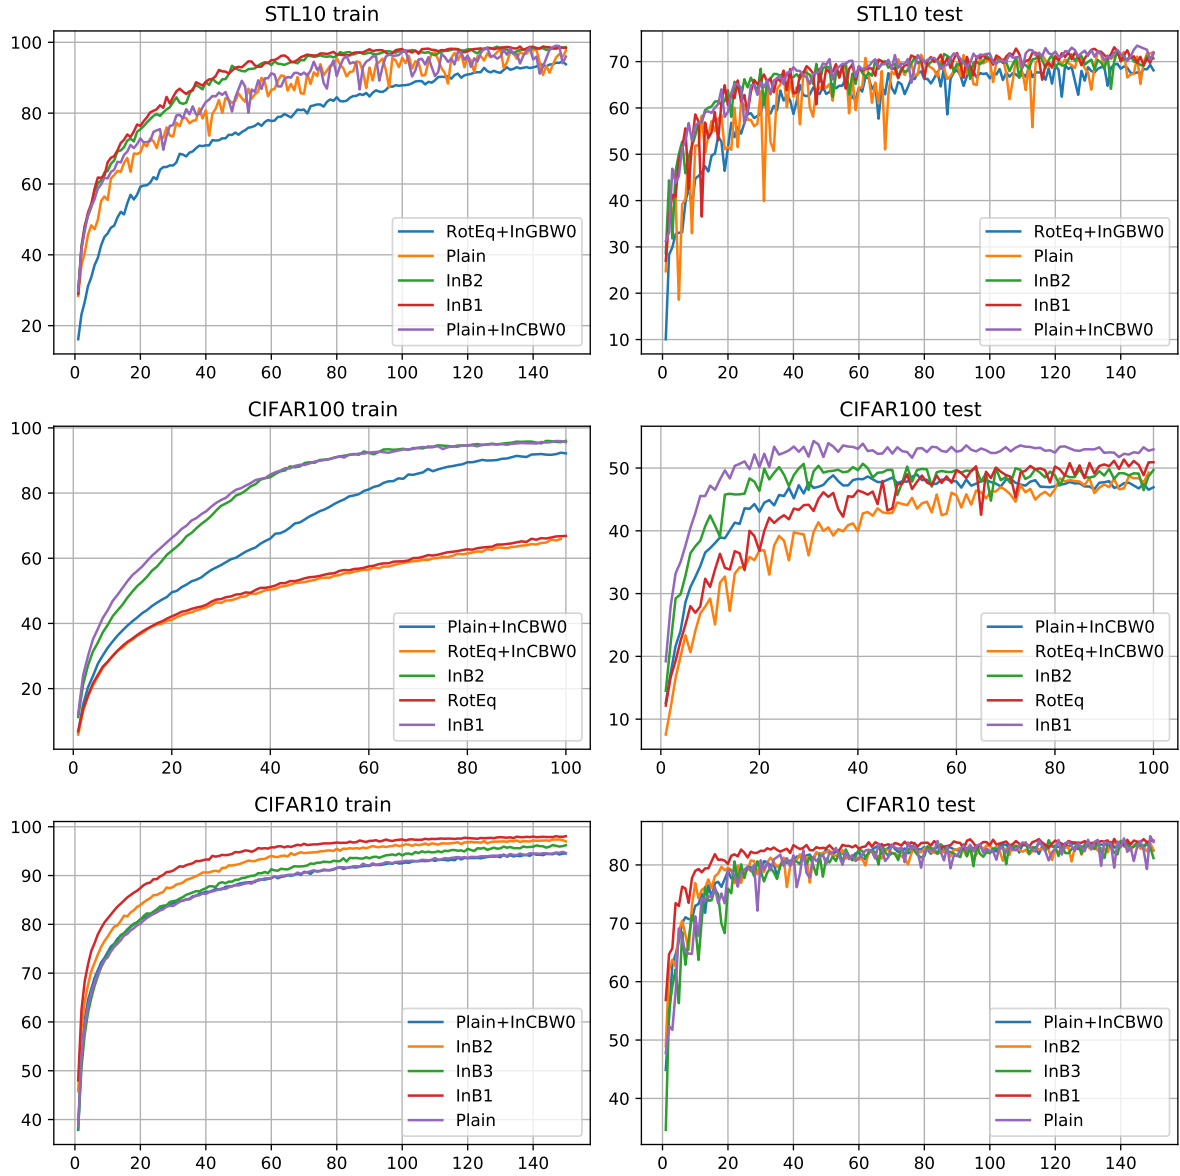 STL10 train
100
80
60
40
20
0 20 40 60 80 100 120 140
RotEq+InGBW0
Plain
InB2
InB1
Plain+InCBW0
STL10 test
70
60
50
40
30
20
10
0 20 40 60 80 100 120 140
RotEq+InGBW0
Plain
InB2
InB1
Plain+InCBW0
CIFAR100 train
100
80
60
40
20
0 20 40 60 80 100
Plain+InCBW0
RotEq+InCBW0
InB2
RotEq
InB1
CIFAR100 test
50
40
30
20
10
0 20 40 60 80 100
Plain+InCBW0
RotEq+InCBW0
InB2
RotEq
InB1
CIFAR10 train
100
90
80
70
60
50
40
0 20 40 60 80 100 120 140
Plain+InCBW0
InB2
InB3
InB1
Plain
CIFAR10 test
80
70
60
50
40
0 20 40 60 80 100 120 140
Plain+InCBW0
InB2
InB3
InB1
Plain